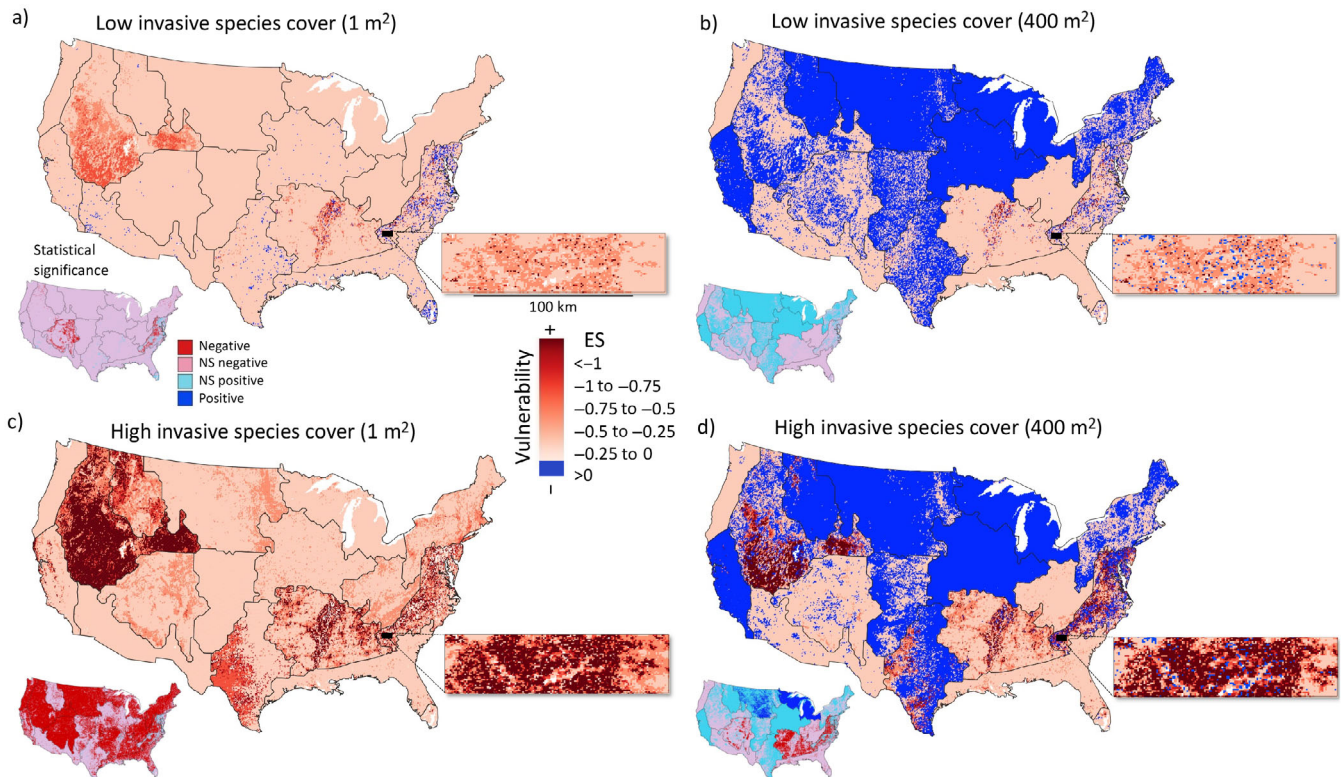 a)
Low invasive species cover (1 m²)
b)
Low invasive species cover (400 m²)
Statistical
significance
100 km
Negative
NS negative
NS positive
Positive
Vulnerability
+
–
ES
<−1
−1 to −0.75
−0.75 to −0.5
−0.5 to −0.25
−0.25 to 0
>0
c)
High invasive species cover (1 m²)
d)
High invasive species cover (400 m²)